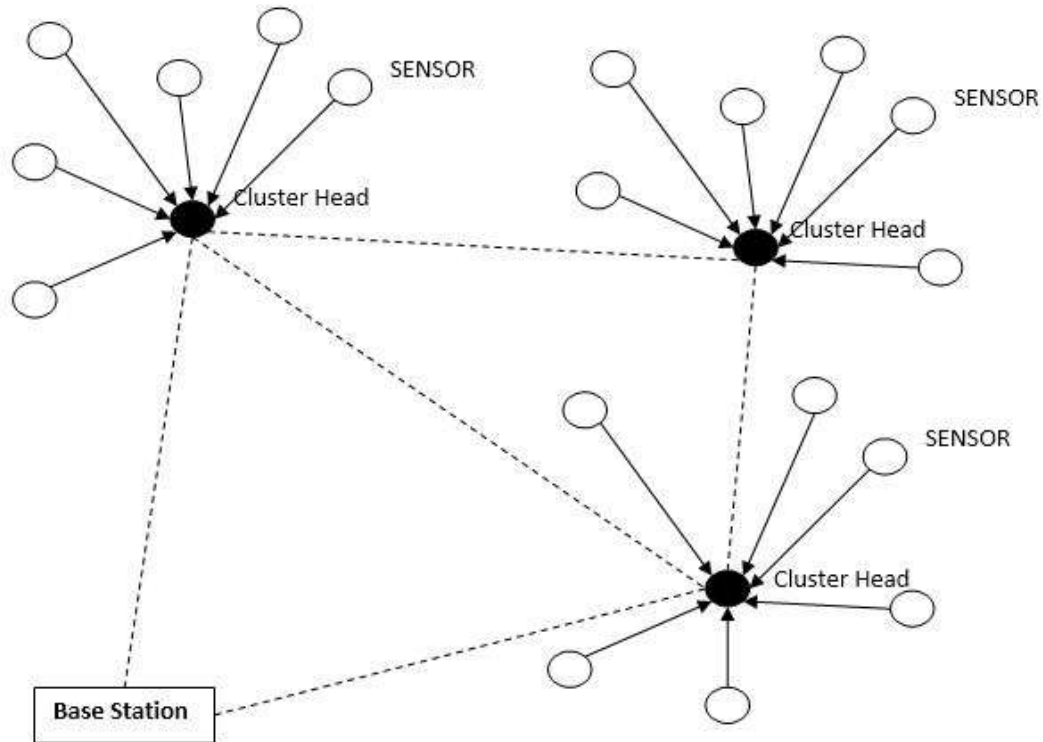 SENSOR
SENSOR
Cluster Head
Cluster Head
SENSOR
Cluster Head
Base Station